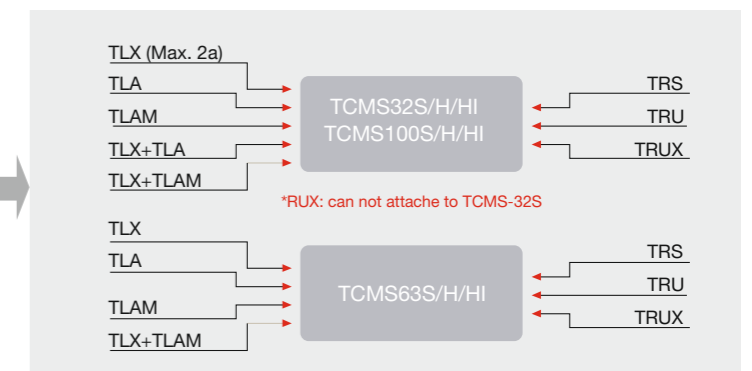 TLX (Max. 2a)
TLA
TLAM
TLX+TLA
TLX+TLAM
TCMS32S/H/HI
TCMS100S/H/HI
TRS
TRU
TRUX
*RUX: can not attache to TCMS-32S
TLX
TLA
TLAM
TLX+TLAM
TCMS63S/H/HI
TRS
TRU
TRUX